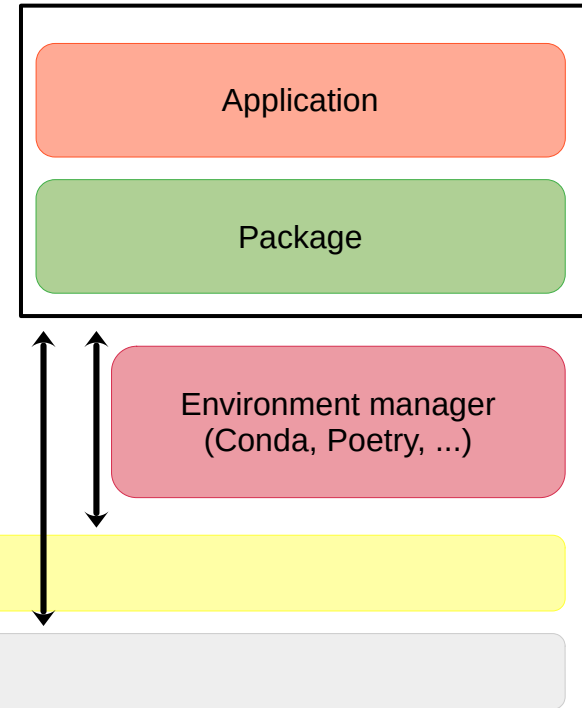 Application
Package
Environment manager
(Conda, Poetry, ...)